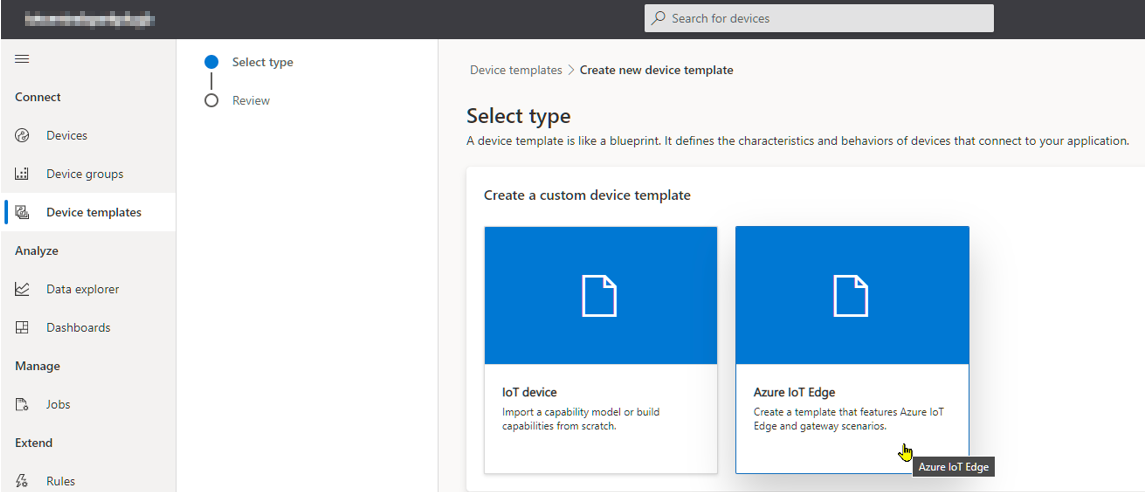 Search for devices
Connect
Devices
Device groups
Device templates
Analyze
Data explorer
Dashboards
Manage
Jobs
Extend
Rules
Select type
Review
Device templates > Create new device template
Select type
A device template is like a blueprint. It defines the characteristics and behaviors of devices that connect to your application.
Create a custom device template
IoT device
Import a capability model or build
capabilities from scratch.
Azure IoT Edge
Create a template that features Azure IoT
Edge and gateway scenarios.
Azure IoT Edge